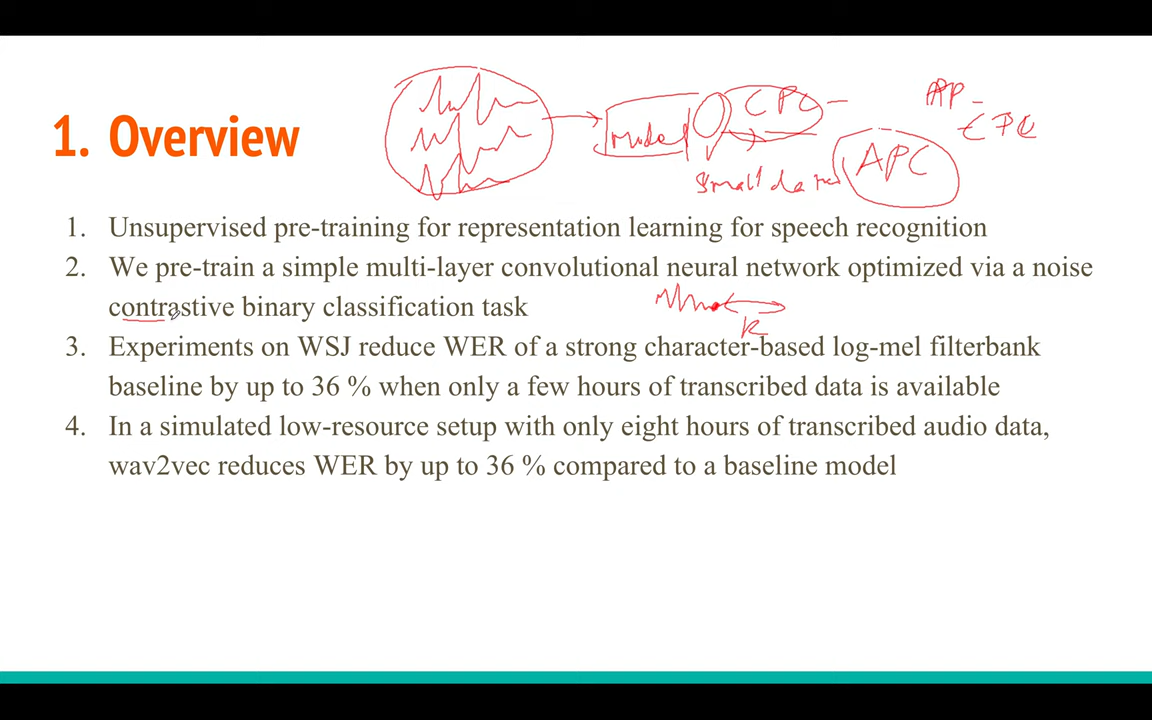 CPC
AP
CPC
Model
APC
Small data
1. Overview
1. Unsupervised pre-training for representation learning for speech recognition
2. We pre-train a simple multi-layer convolutional neural network optimized via a noise
contrastive binary classification task
K
3. Experiments on WSJ reduce WER of a strong character-based log-mel filterbank
baseline by up to 36 % when only a few hours of transcribed data is available
4. In a simulated low-resource setup with only eight hours of transcribed audio data,
wav2vec reduces WER by up to 36 % compared to a baseline model